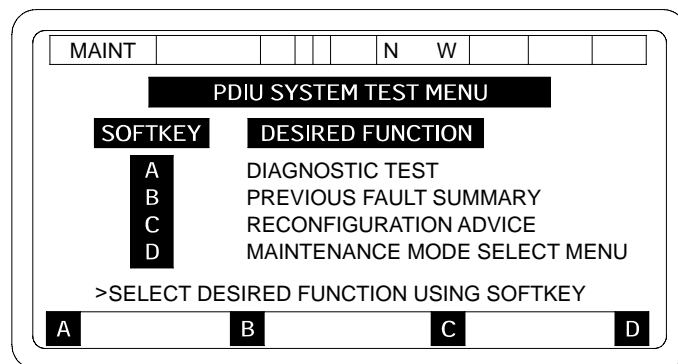 MAINT N W
PDIU SYSTEM TEST MENU
SOFTKEY DESIRED FUNCTION
A DIAGNOSTIC TEST
B PREVIOUS FAULT SUMMARY
C RECONFIGURATION ADVICE
D MAINTENANCE MODE SELECT MENU
>SELECT DESIRED FUNCTION USING SOFTKEY
A B C D